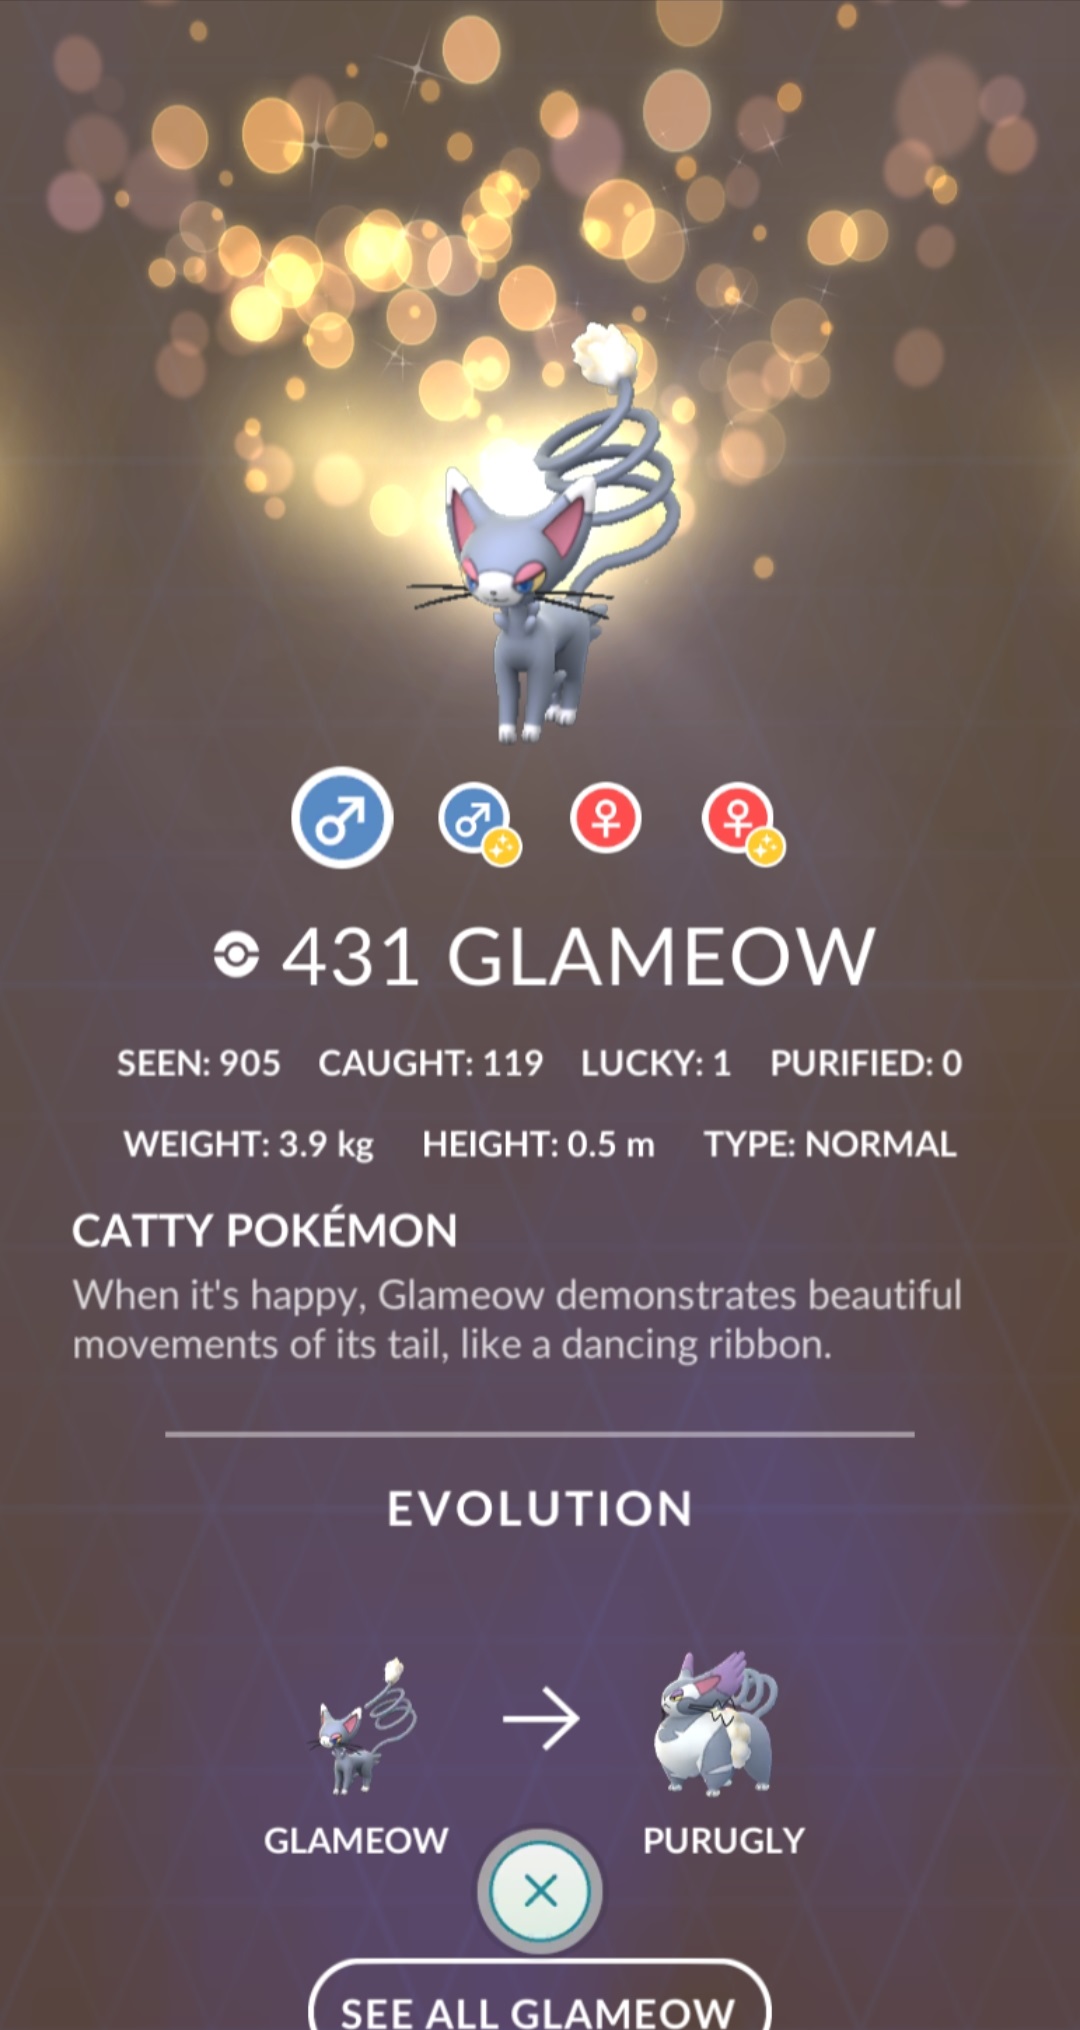 431 GLAMEOW
SEEN: 905 CAUGHT: 119 LUCKY: 1 PURIFIED: 0
WEIGHT: 3.9 kg HEIGHT: 0.5 m TYPE: NORMAL
CATTY POKÉMON
When it's happy, Glameow demonstrates beautiful
movements of its tail, like a dancing ribbon.
EVOLUTION
GLAMEOW PURUGLY
SEE ALL GLAMEOW